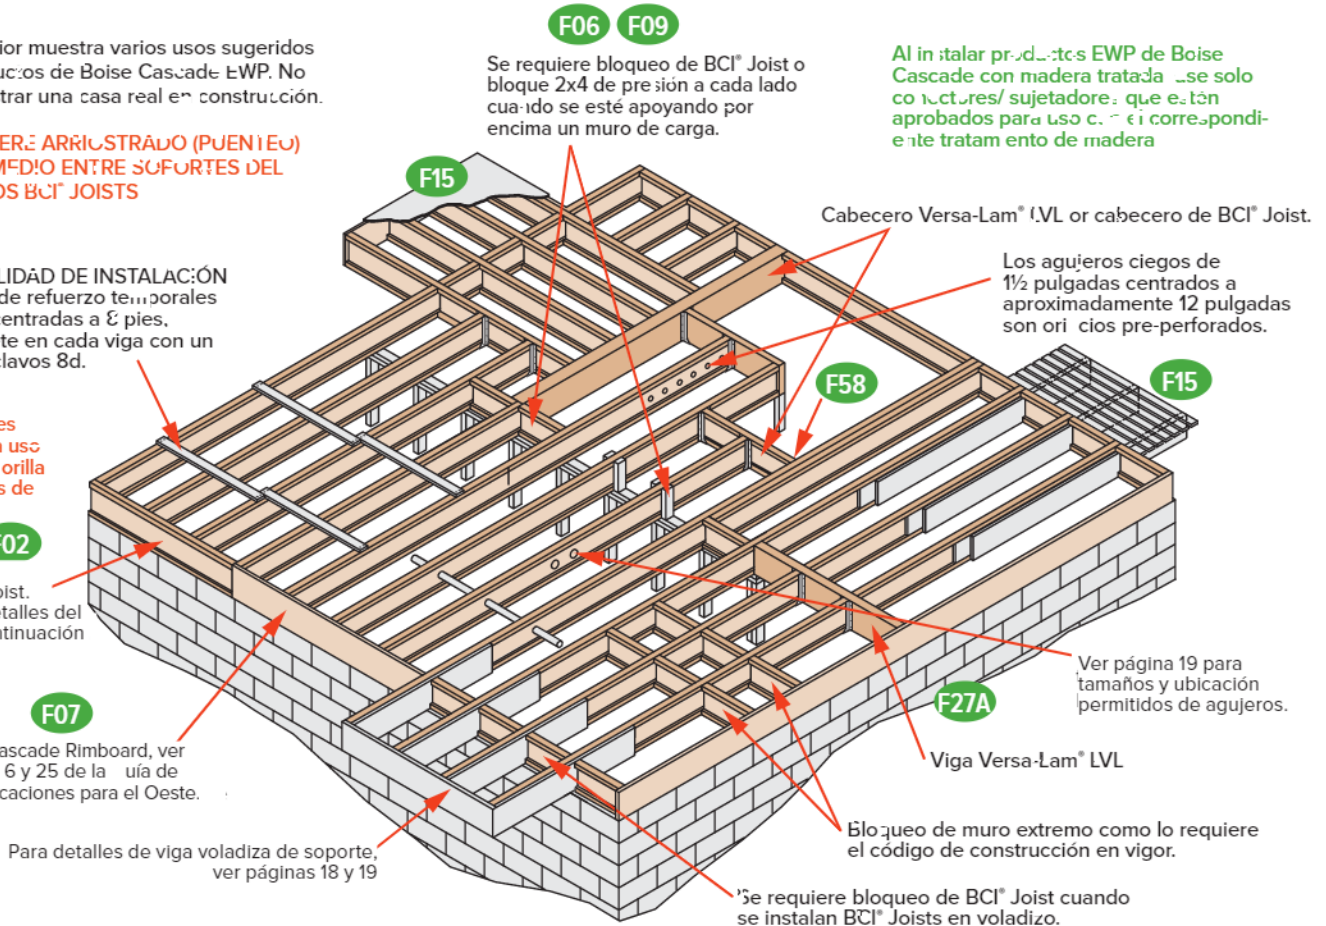 F06 F09
ior muestra varios usos sugeridos
de Boise Cascade EWP. No
trar una casa real en construcción.
ARRIOSTRADO (PUENTEO)
ENTRE SOPORTES DEL
OS BCI® JOISTS
Se requiere bloqueo de BCI® Joist o
bloque 2x4 de presión a cada lado
cuando se esté apoyando por
encima un muro de carga.
Al instalar productos EWP de Boise
Cascade con madera tratada use solo
conectores/ sujetadores que estén
aprobados para uso con el correspondi-
ente tratamiento de madera
F15
Cabecero Versa-Lam® LVL or cabecero de BCI® Joist.
Los agujeros ciegos de
1½ pulgadas centrados a
aproximadamente 12 pulgadas
son pre-perforados.
LIDAD DE INSTALACIÓN
de refuerzo temporales
centradas a 8 pies,
te en cada viga con un
clavos 8d.
F58
F15
es
uso
orilla
s de
F02
oist.
etalles del
ntinuación
F07
ascade Rimboard, ver
6 y 25 de la uía de
caciones para el Oeste.
Para detalles de viga voladiza de soporte,
ver páginas 18 y 19
Ver página 19 para
tamaños y ubicación
permitidos de agujeros.
F27A
Viga Versa-Lam® LVL
Bloqueo de muro extremo como lo requiere
el código de construcción en vigor.
Se requiere bloqueo de BCI® Joist cuando
se instalan BCI® Joists en voladizo.